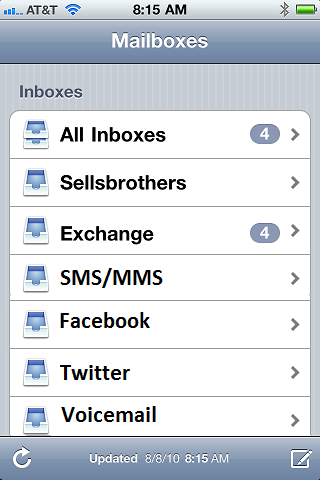 AT&T 8:15 AM
Mailboxes
Inboxes
All Inboxes 4
Sellsbrothers
Exchange 4
SMS/MMS
Facebook
Twitter
Voicemail
Updated 8/8/10 8:15 AM